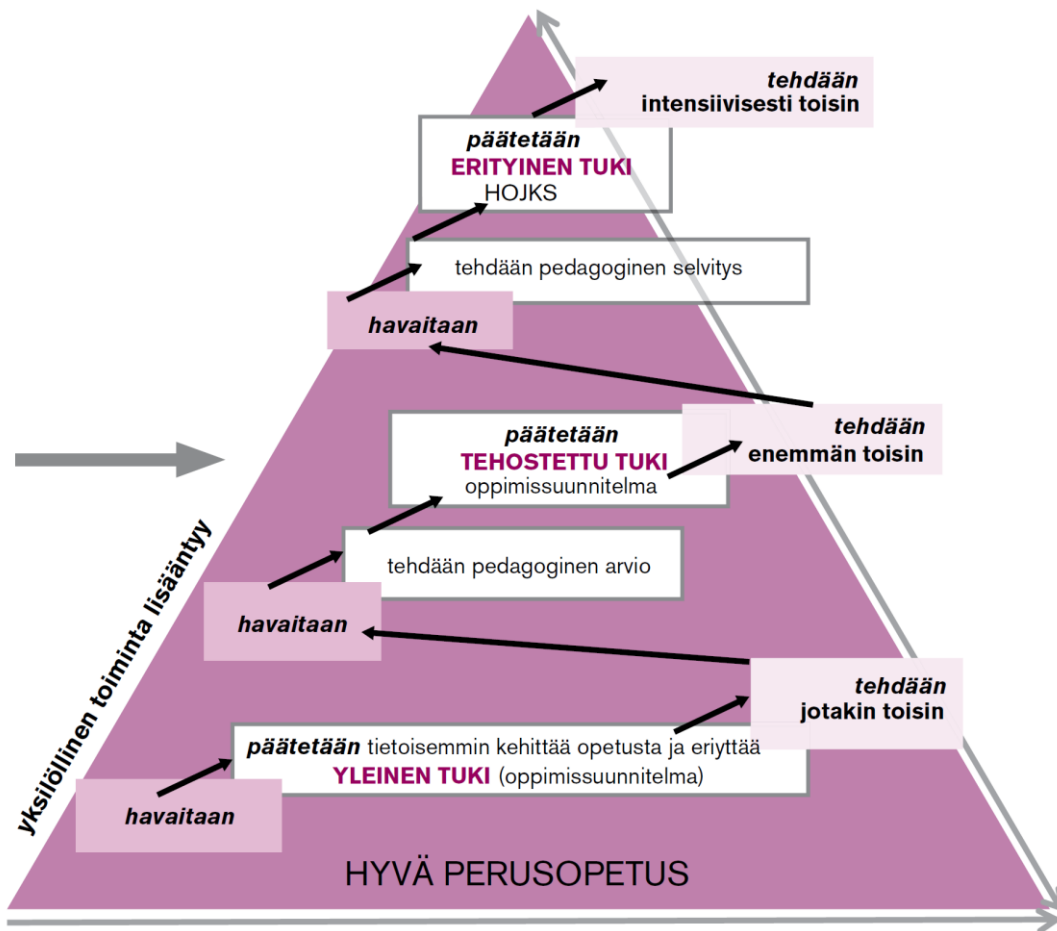 tehdään
intensiivisesti toisin
päätetään
ERITYINEN TUKI
HOJKS
tehdään pedagoginen selvitys
havaitaan
tehdään
enemmän toisin
päätetään
TEHOSTETTU TUKI
oppimissuunnitelma
tehdään pedagoginen arvio
havaitaan
yksilöllinen toiminta lisääntyy
tehdään
jotakin toisin
päätetään tietoisemmin kehittää opetusta ja eriyttää
YLEINEN TUKI (oppimissuunnitelma)
havaitaan
HYVÄ PERUSOPETUS